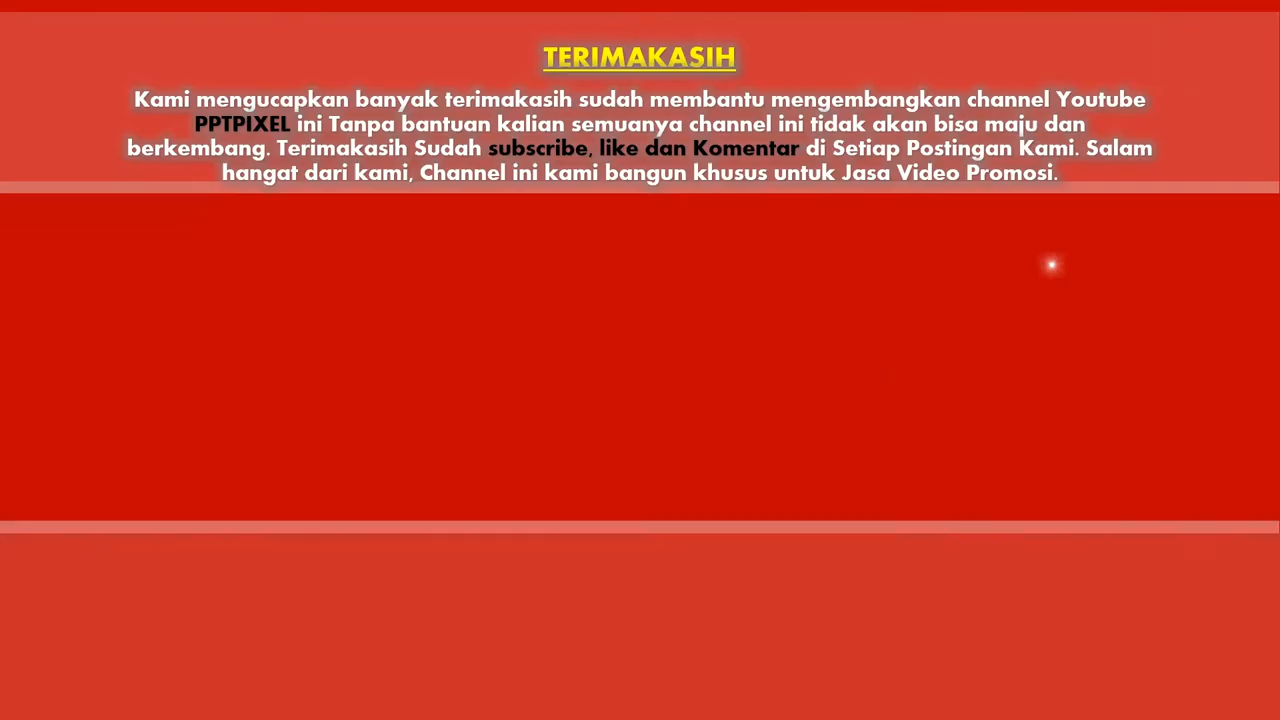 TERIMAKASIH
Kami mengucapkan banyak terimakasih sudah membantu mengembangkan channel Youtube
PPTPIXEL ini Tanpa bantuan kalian semuanya channel ini tidak akan bisa maju dan
berkembang. Terimakasih Sudah subscribe, like dan Komentar di Setiap Postingan Kami. Salam
hangat dari kami, Channel ini kami bangun khusus untuk Jasa Video Promosi.